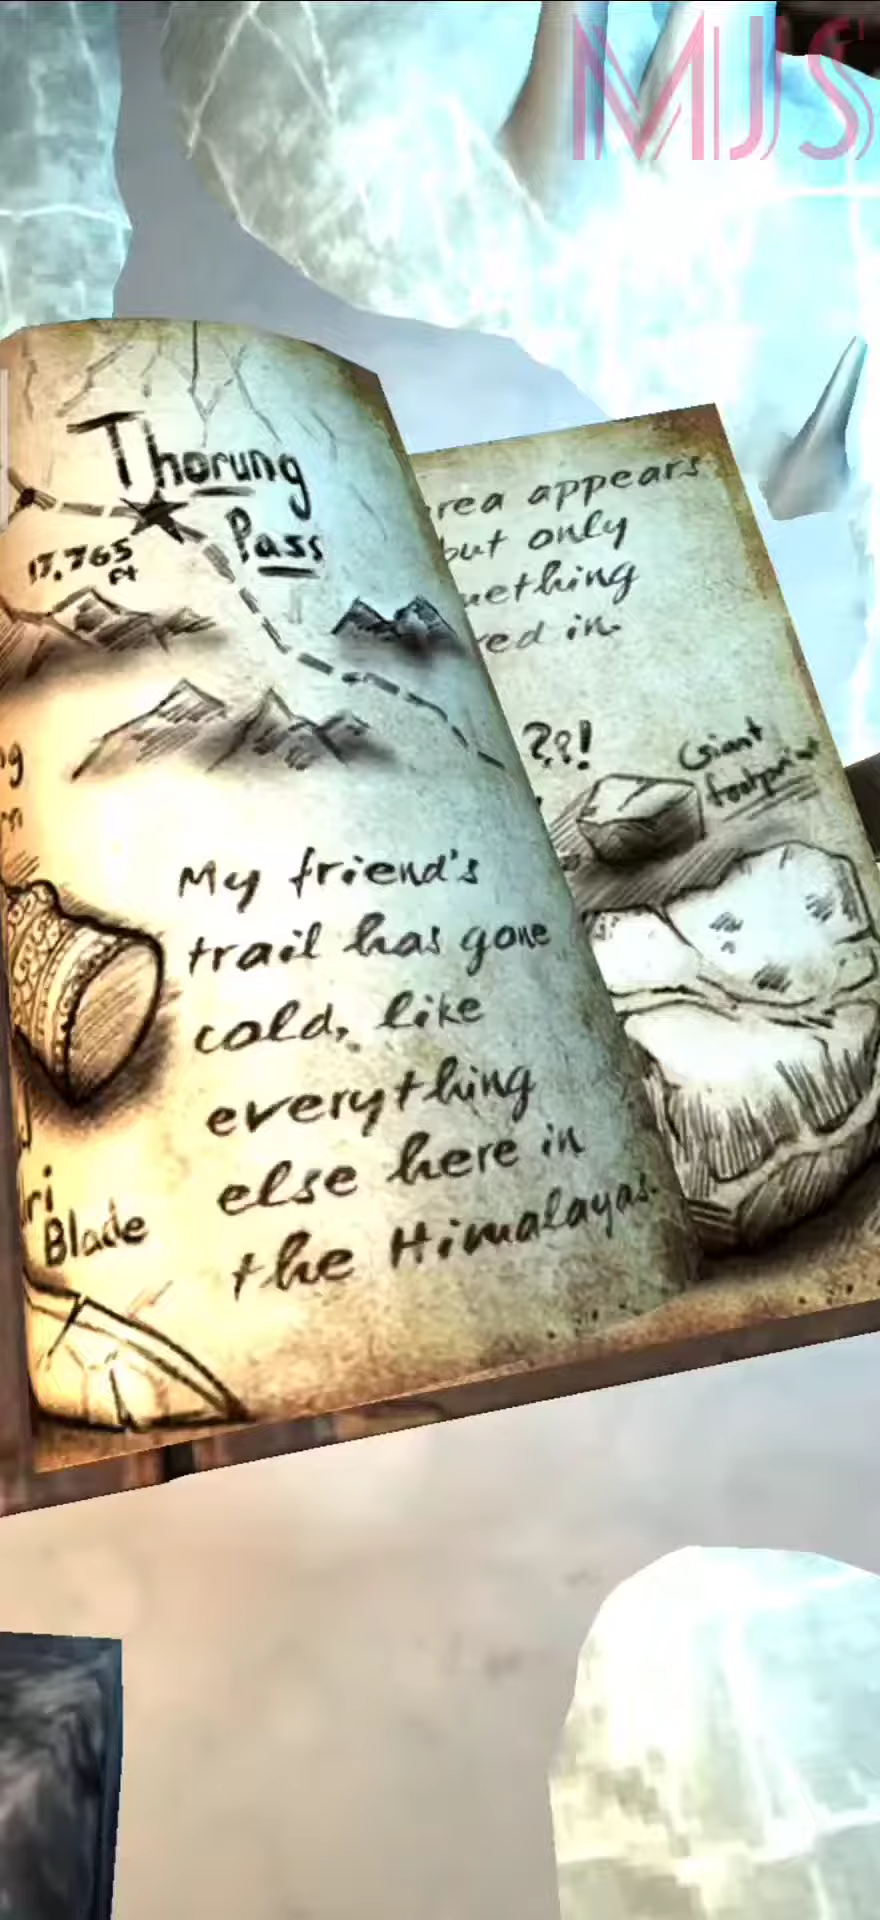 MJS
Thorung
Pass
17,765
ft
My friend's
trail has gone
cold, like
everything
else here in
the Himalayas.
Blade
rea appears
but only
mething
red in.
??!
Giant
footprint